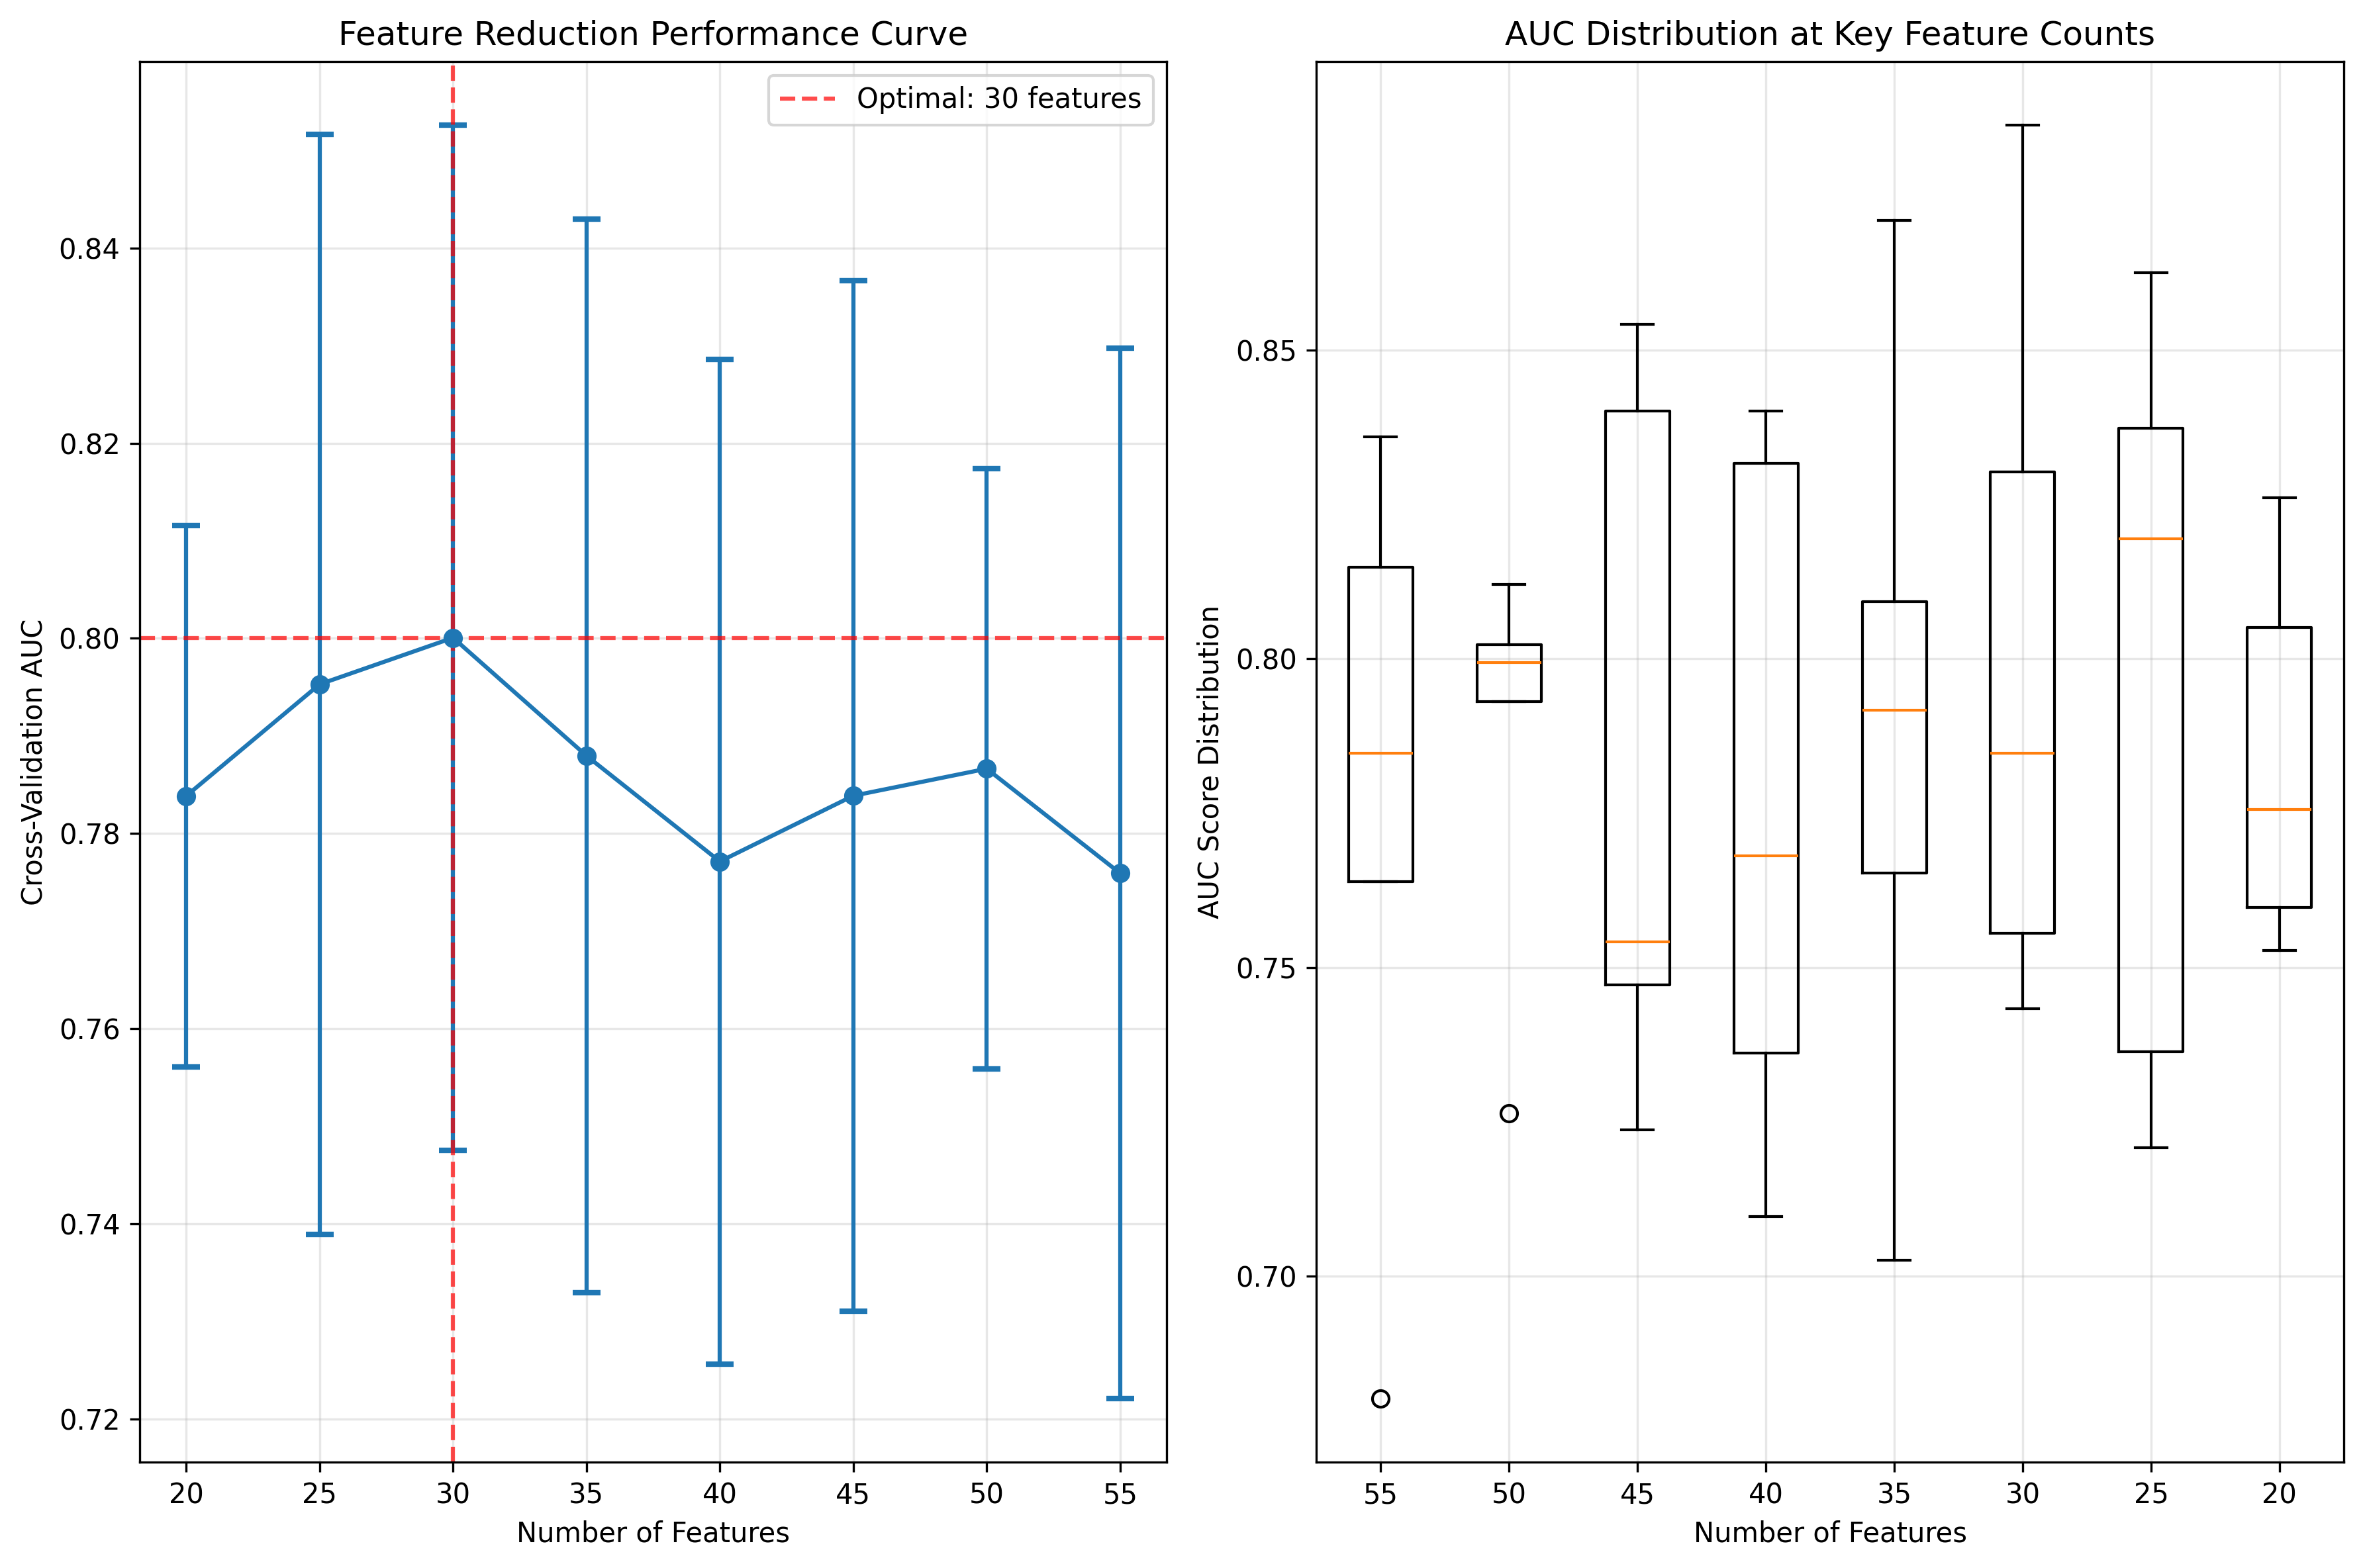 Feature Reduction Performance Curve
Optimal: 30 features
Cross-Validation AUC
0.84
0.82
0.80
0.78
0.76
0.74
0.72
20 25 30 35 40 45 50 55
Number of Features
AUC Distribution at Key Feature Counts
AUC Score Distribution
0.85
0.80
0.75
0.70
55 50 45 40 35 30 25 20
Number of Features